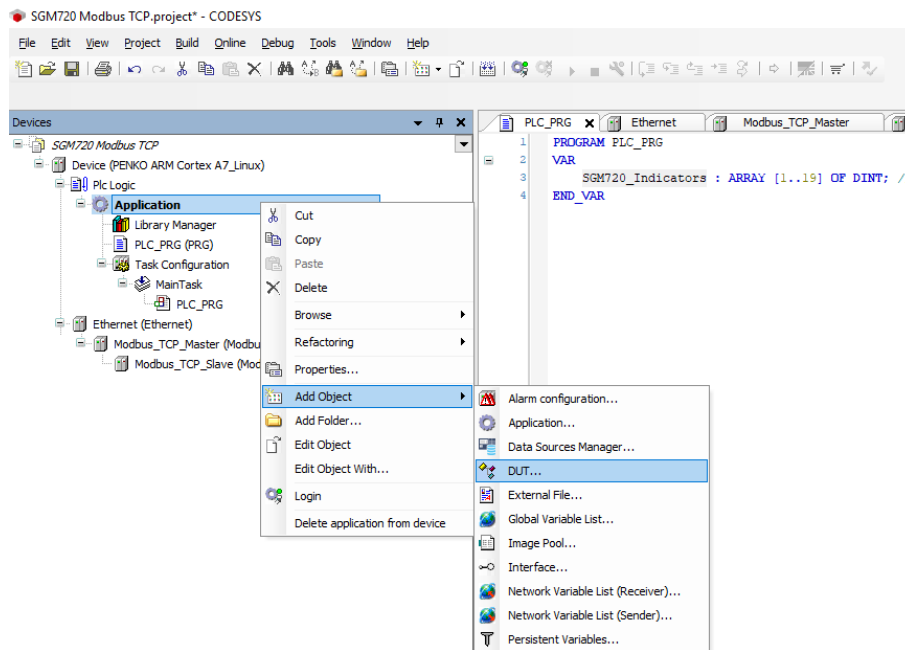 SGM720 Modbus TCP.project* - CODESYS
File Edit View Project Build Online Debug Tools Window Help
Devices
SGM720 Modbus TCP
Device (PENKO ARM Cortex A7_Linux)
Plc Logic
Application
Library Manager
PLC_PRG (PRG)
Task Configuration
MainTask
PLC_PRG
Ethernet (Ethernet)
Modbus_TCP_Master (Modbu
Modbus_TCP_Slave (Mod
PLC_PRG Ethernet Modbus_TCP_Master
1 PROGRAM PLC_PRG
2 VAR
3 SGM720_Indicators : ARRAY [1..19] OF DINT; /
4 END_VAR
Cut
Copy
Paste
Delete
Browse
Refactoring
Properties...
Add Object
Add Folder...
Edit Object
Edit Object With...
Login
Delete application from device
Alarm configuration...
Application...
Data Sources Manager...
DUT...
External File...
Global Variable List...
Image Pool...
Interface...
Network Variable List (Receiver)...
Network Variable List (Sender)...
Persistent Variables...